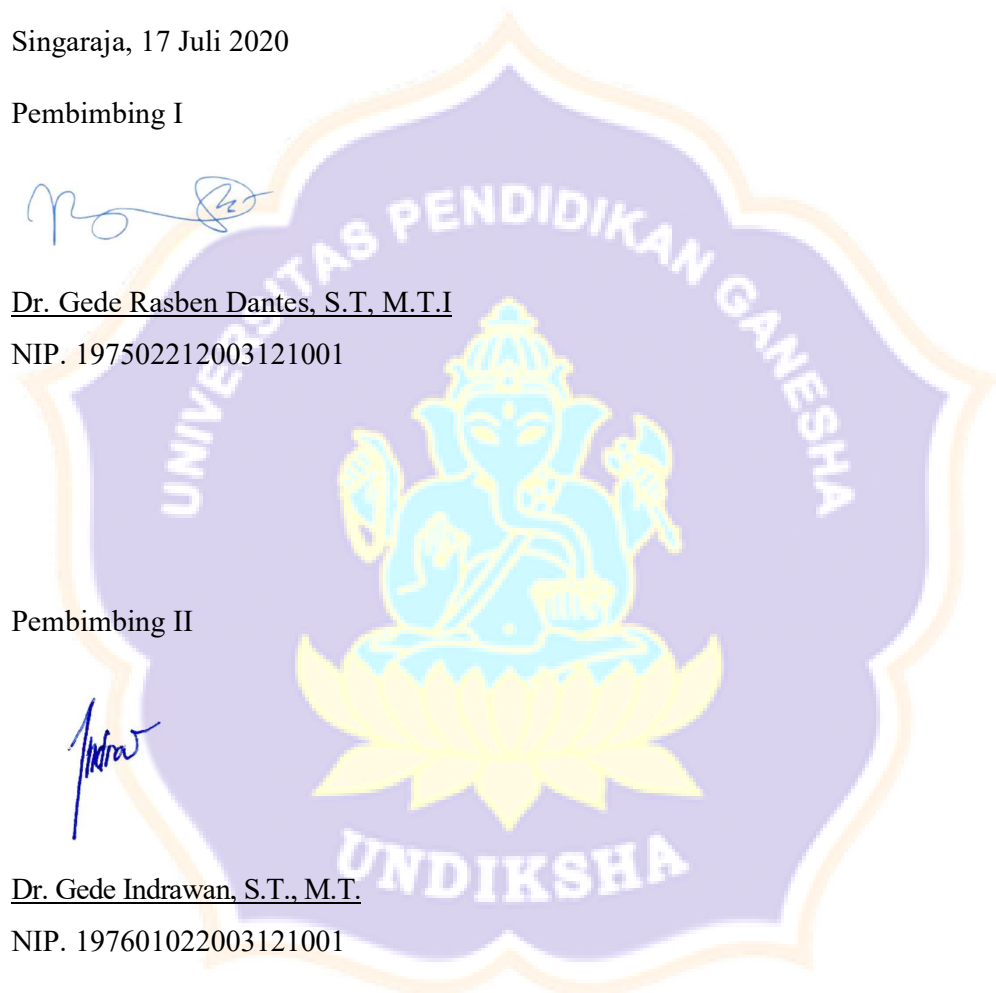 Singaraja, 17 Juli 2020
Pembimbing I
Dr. Gede Rasben Dantes, S.T, M.T.I
NIP. 197502212003121001
UNIVERSITAS PENDIDIKAN GANESHA
Pembimbing II
UNDIKSHA
Dr. Gede Indrawan, S.T., M.T.
NIP. 197601022003121001